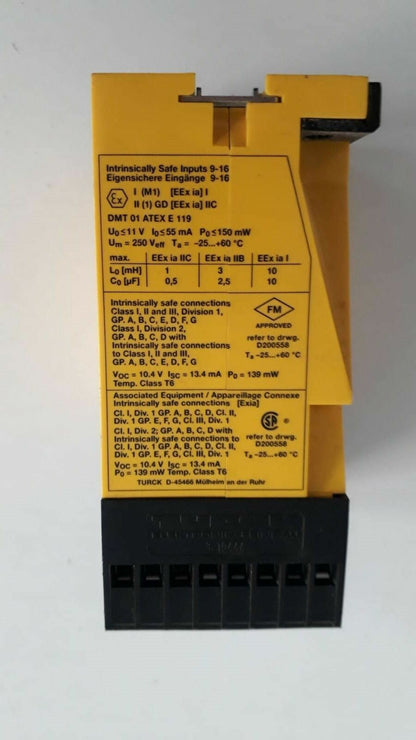 Intrinsically Safe Inputs 9-16
Eigensichere Eingänge 9-16
Ex I (M1) [EEx ia] I
II (1) GD [EEx ia] IIC
DMT 01 ATEX E 119
U₀≤11 V I₀≤55 mA P₀≤150 mW
Uₘ = 250 Veff Tₐ = –25...+60 °C
max. EEx ia IIC EEx ia IIB EEx ia I
L₀ [mH] 1 3 10
C₀ [µF] 0,5 2,5 10
Intrinsically safe connections
Class I, II and III, Division 1,
GP. A, B, C, E, D, F, G
Class I, Division 2,
GP. A, B, C, D with
Intrinsically safe connections
to Class I, II and III,
GP. A, B, C, D, E, F, G
FM
APPROVED
refer to drwg.
D200558
Tₐ –25...+60 °C
VOC = 10.4 V ISC = 13.4 mA P₀ = 139 mW
Temp. Class T6
Associated Equipment / Appareillage Connexe
Intrinsically safe connections [Exia]
Cl. I, Div. 1 GP. A, B, C, D, Cl. II,
Div. 1 GP. E, F, G, Cl. III, Div. 1
Cl. I, Div. 2; GP. A, B, C, D with
Intrinsically safe connections to
Cl. I, Div. 1 GP. A, B, C, D, Cl. II,
Div. 1 GP. E, F, G, Cl. III, Div. 1
SA
refer to drwg.
D200558
Tₐ –25...+60 °C
VOC = 10.4 V ISC = 13.4 mA
P₀ = 139 mW Temp. Class T6
TURCK D-45466 Mülheim an der Ruhr